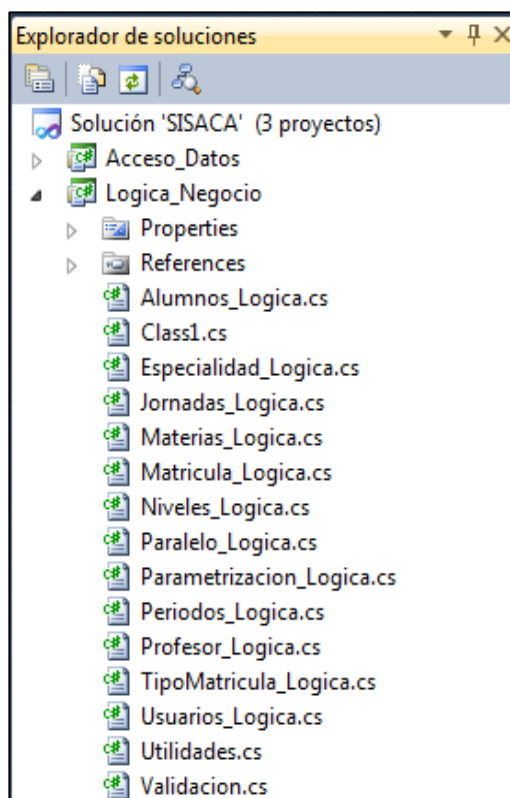 Explorador de soluciones
Solución 'SISACA' (3 proyectos)
Acceso_Datos
Logica_Negocio
Properties
References
Alumnos_Logica.cs
Class1.cs
Especialidad_Logica.cs
Jornadas_Logica.cs
Materias_Logica.cs
Matricula_Logica.cs
Niveles_Logica.cs
Paralelo_Logica.cs
Parametrizacion_Logica.cs
Periodos_Logica.cs
Profesor_Logica.cs
TipoMatricula_Logica.cs
Usuarios_Logica.cs
Utilidades.cs
Validacion.cs